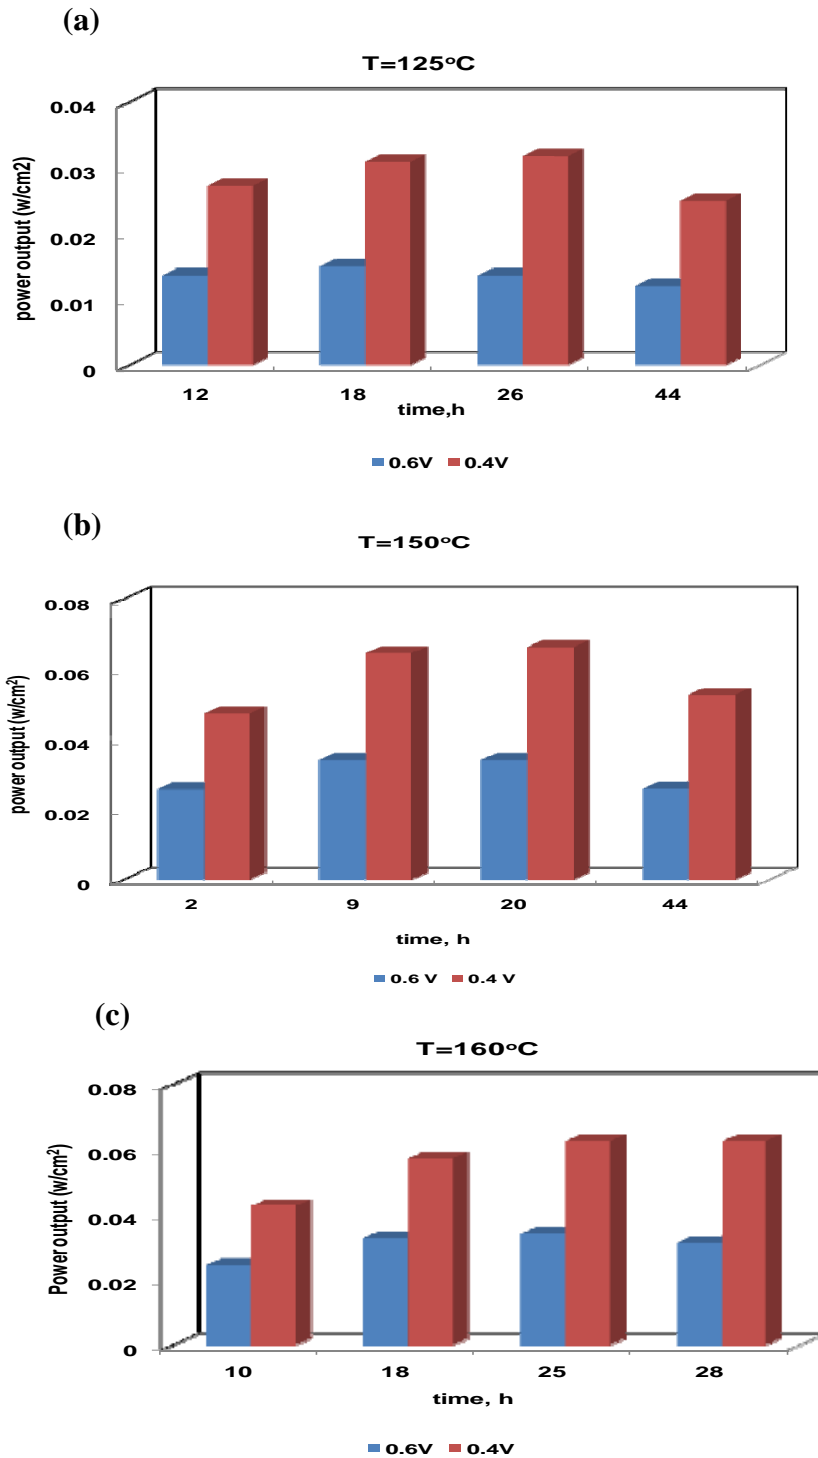 (a)
T=125°C
0.04
0.03
0.02
0.01
0
power output (w/cm2)
12 18 26 44
time,h
0.6V 0.4V
(b)
T=150°C
0.08
0.06
0.04
0.02
0
power output (w/cm²)
2 9 20 44
time, h
0.6 V 0.4 V
(c)
T=160°C
0.08
0.06
0.04
0.02
0
Power output (w/cm²)
10 18 25 28
time, h
0.6V 0.4V